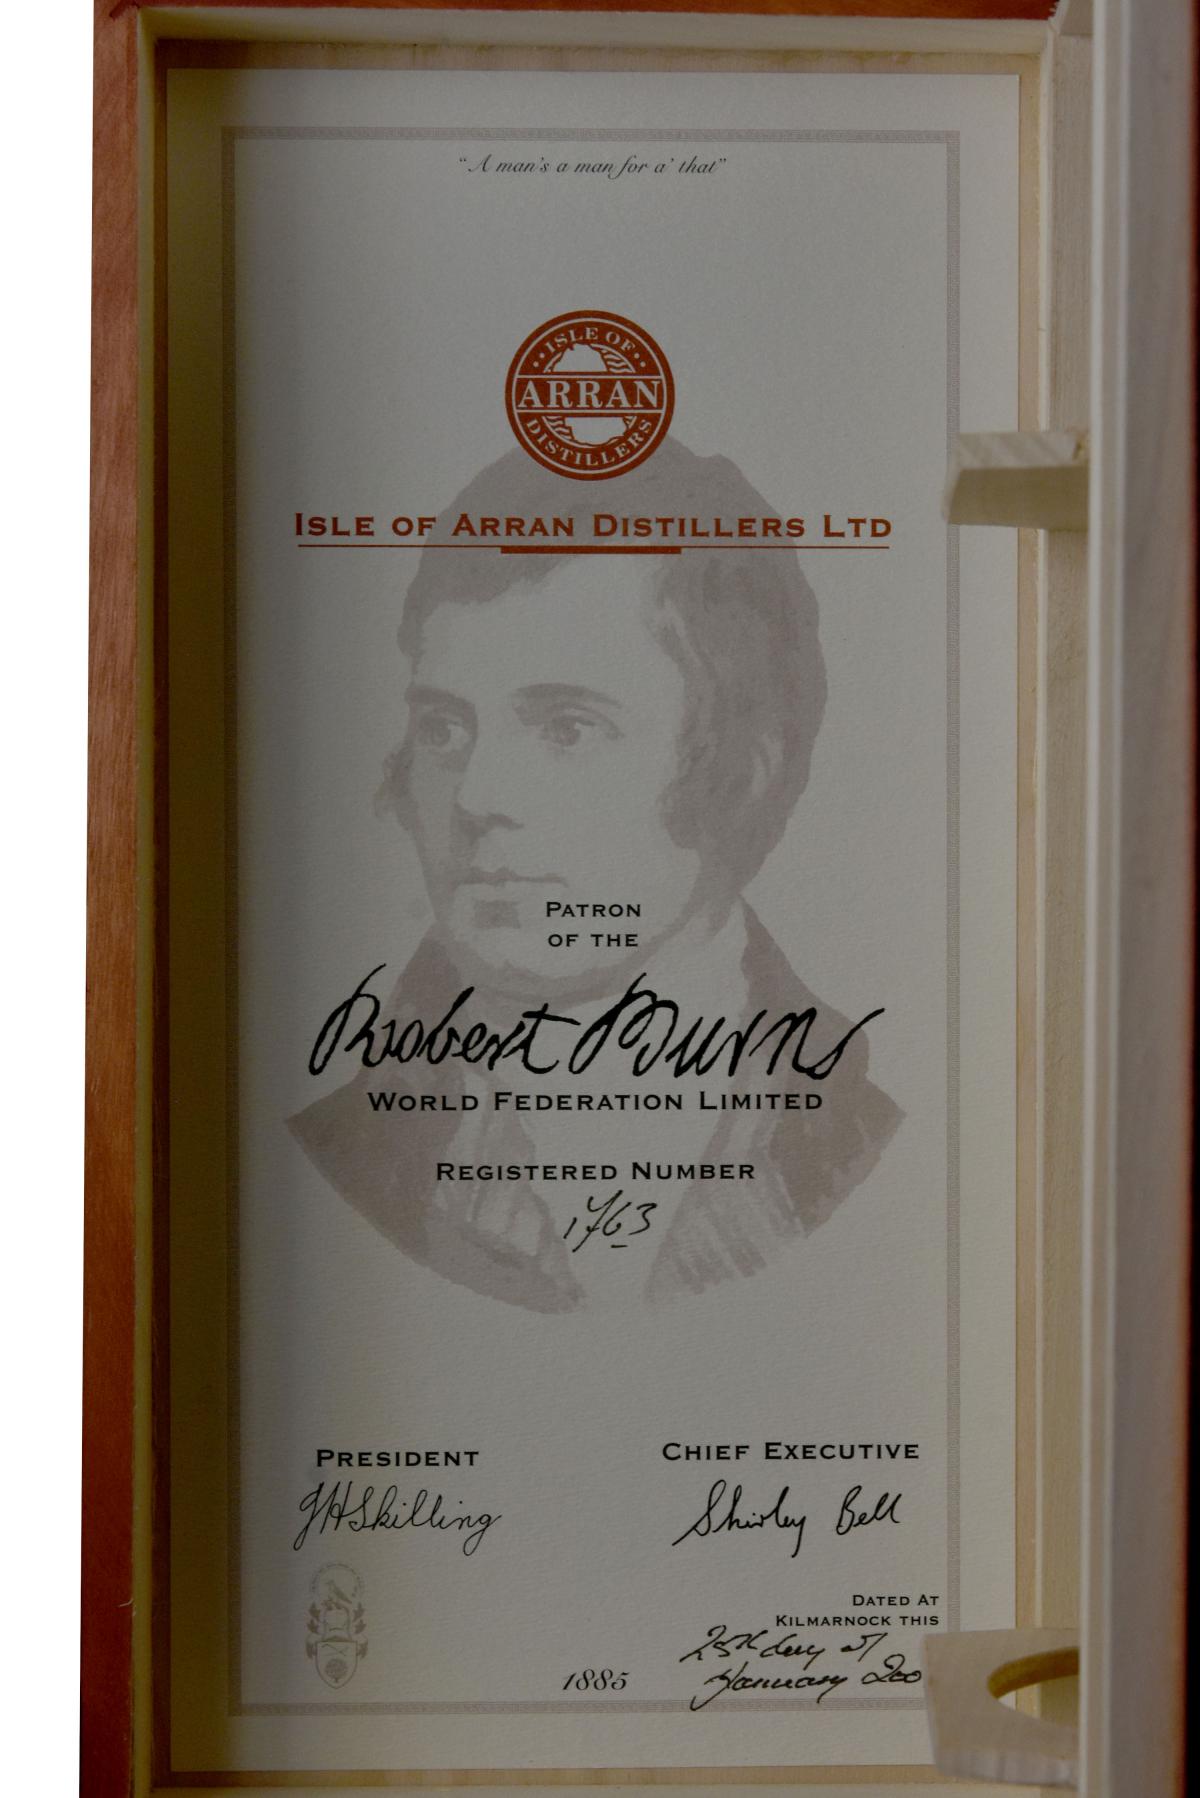 “A man's a man for a' that”
ISLE OF
ARRAN
DISTILLERS
ISLE OF ARRAN DISTILLERS LTD
PATRON
OF THE
Robert Burns
WORLD FEDERATION LIMITED
REGISTERED NUMBER
1763
PRESIDENT
JHSkilling
CHIEF EXECUTIVE
Shirley Bell
DATED AT
KILMARNOCK THIS
25th day of
January 200
1885